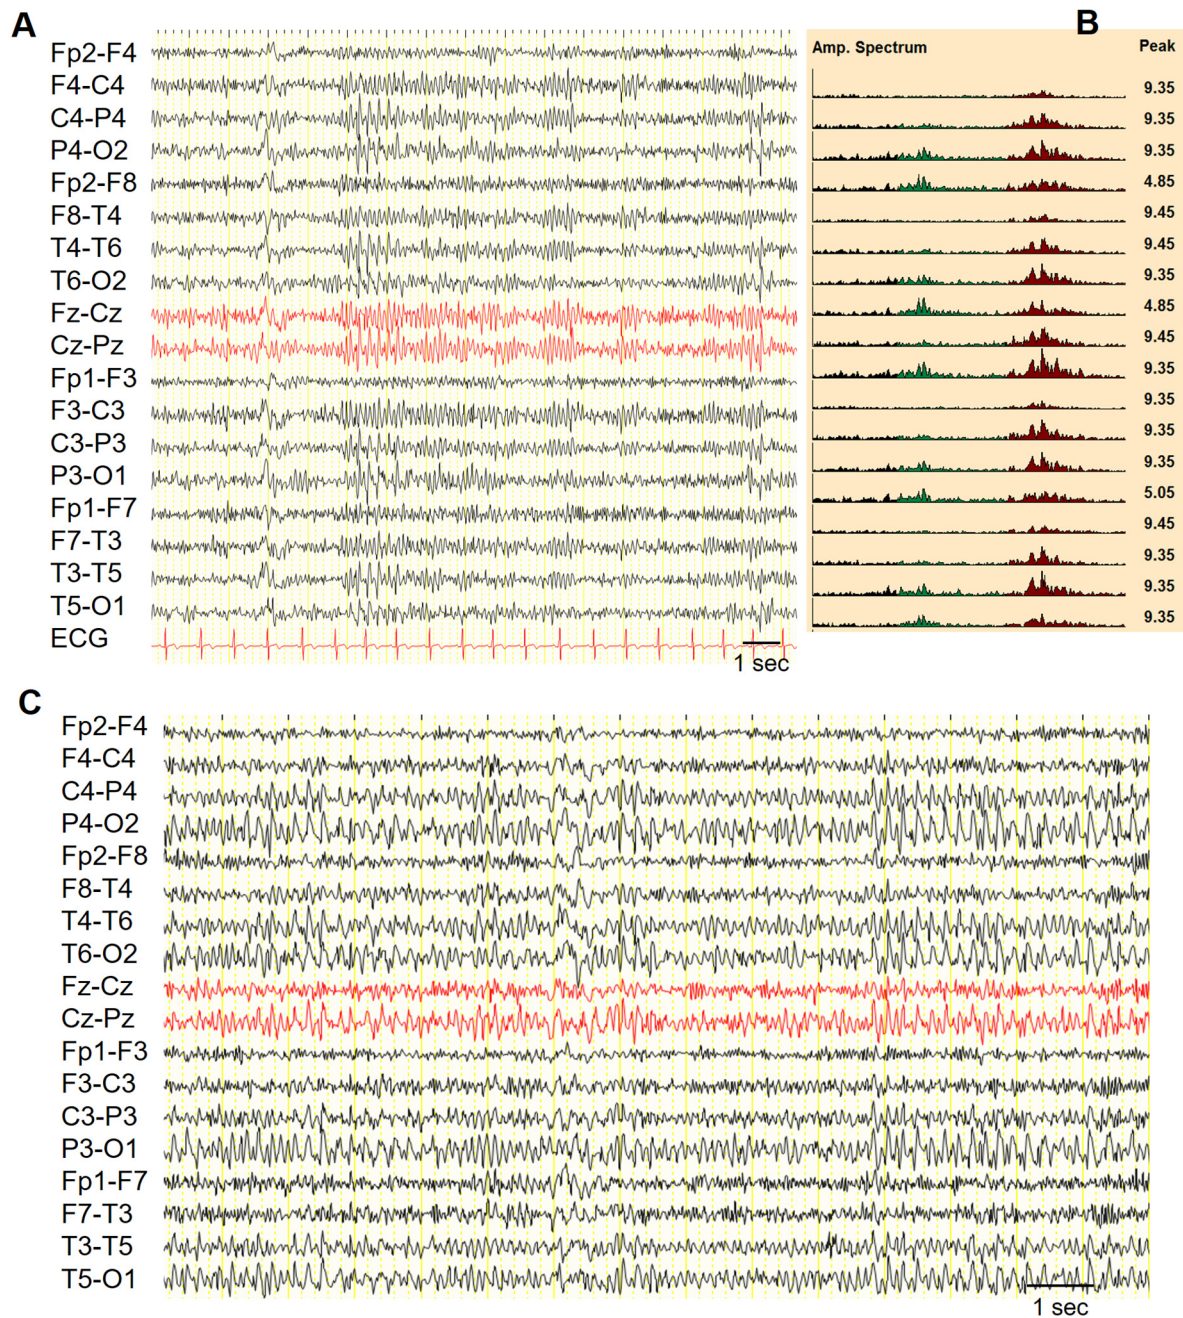 A
B
Fp2-F4
F4-C4
C4-P4
P4-O2
Fp2-F8
F8-T4
T4-T6
T6-O2
Fz-Cz
Cz-Pz
Fp1-F3
F3-C3
C3-P3
P3-O1
Fp1-F7
F7-T3
T3-T5
T5-O1
ECG
1 sec
Amp. Spectrum Peak
9.35
9.35
9.35
4.85
9.45
9.45
9.35
4.85
9.45
9.35
9.35
9.35
9.35
5.05
9.45
9.35
9.35
9.35
C
Fp2-F4
F4-C4
C4-P4
P4-O2
Fp2-F8
F8-T4
T4-T6
T6-O2
Fz-Cz
Cz-Pz
Fp1-F3
F3-C3
C3-P3
P3-O1
Fp1-F7
F7-T3
T3-T5
T5-O1
1 sec